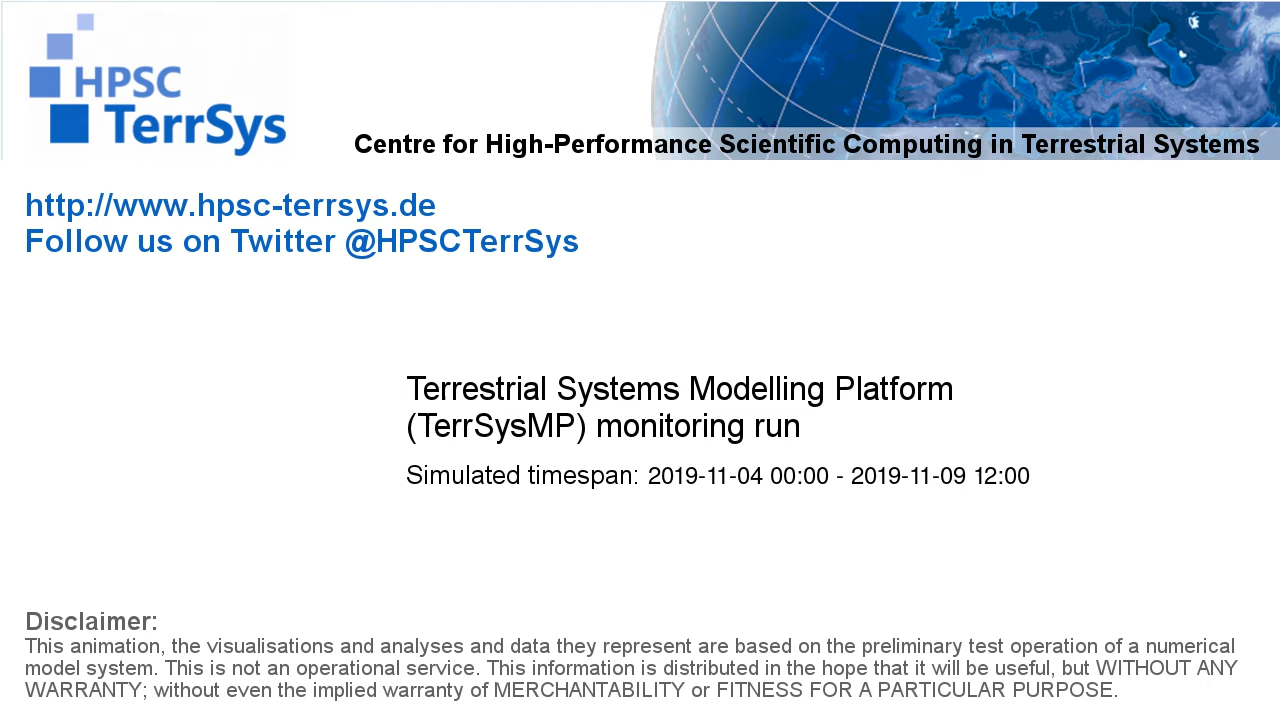 HPSC
TerrSys
Centre for High-Performance Scientific Computing in Terrestrial Systems
http://www.hpsc-terrsys.de
Follow us on Twitter @HPSCTerrSys
Terrestrial Systems Modelling Platform
(TerrSysMP) monitoring run
Simulated timespan: 2019-11-04 00:00 - 2019-11-09 12:00
Disclaimer:
This animation, the visualisations and analyses and data they represent are based on the preliminary test operation of a numerical
model system. This is not an operational service. This information is distributed in the hope that it will be useful, but WITHOUT ANY
WARRANTY; without even the implied warranty of MERCHANTABILITY or FITNESS FOR A PARTICULAR PURPOSE.